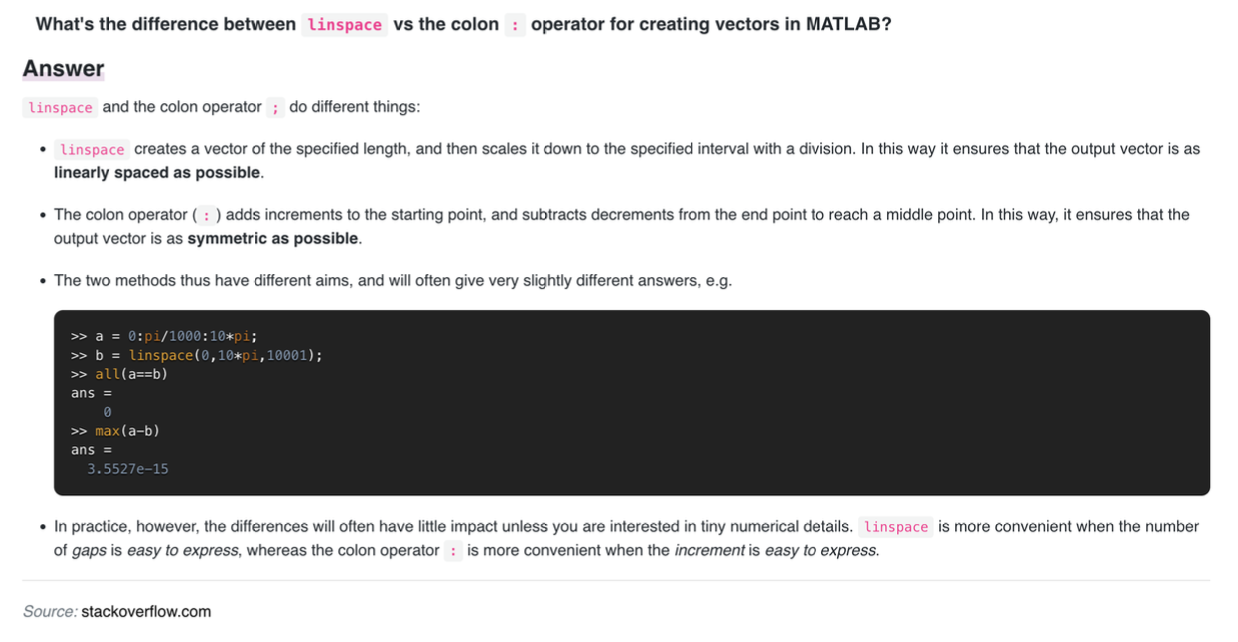 What's the difference between linspace vs the colon : operator for creating vectors in MATLAB?
Answer
linspace and the colon operator ; do different things:
• linspace creates a vector of the specified length, and then scales it down to the specified interval with a division. In this way it ensures that the output vector is as
linearly spaced as possible.
• The colon operator ( : ) adds increments to the starting point, and subtracts decrements from the end point to reach a middle point. In this way, it ensures that the
output vector is as symmetric as possible.
• The two methods thus have different aims, and will often give very slightly different answers, e.g.
>> a = 0:pi/1000:10*pi;
>> b = linspace(0,10*pi,10001);
>> all(a==b)
ans =
0
>> max(a-b)
ans =
3.5527e-15
• In practice, however, the differences will often have little impact unless you are interested in tiny numerical details. linspace is more convenient when the number
of gaps is easy to express, whereas the colon operator : is more convenient when the increment is easy to express.
Source: stackoverflow.com